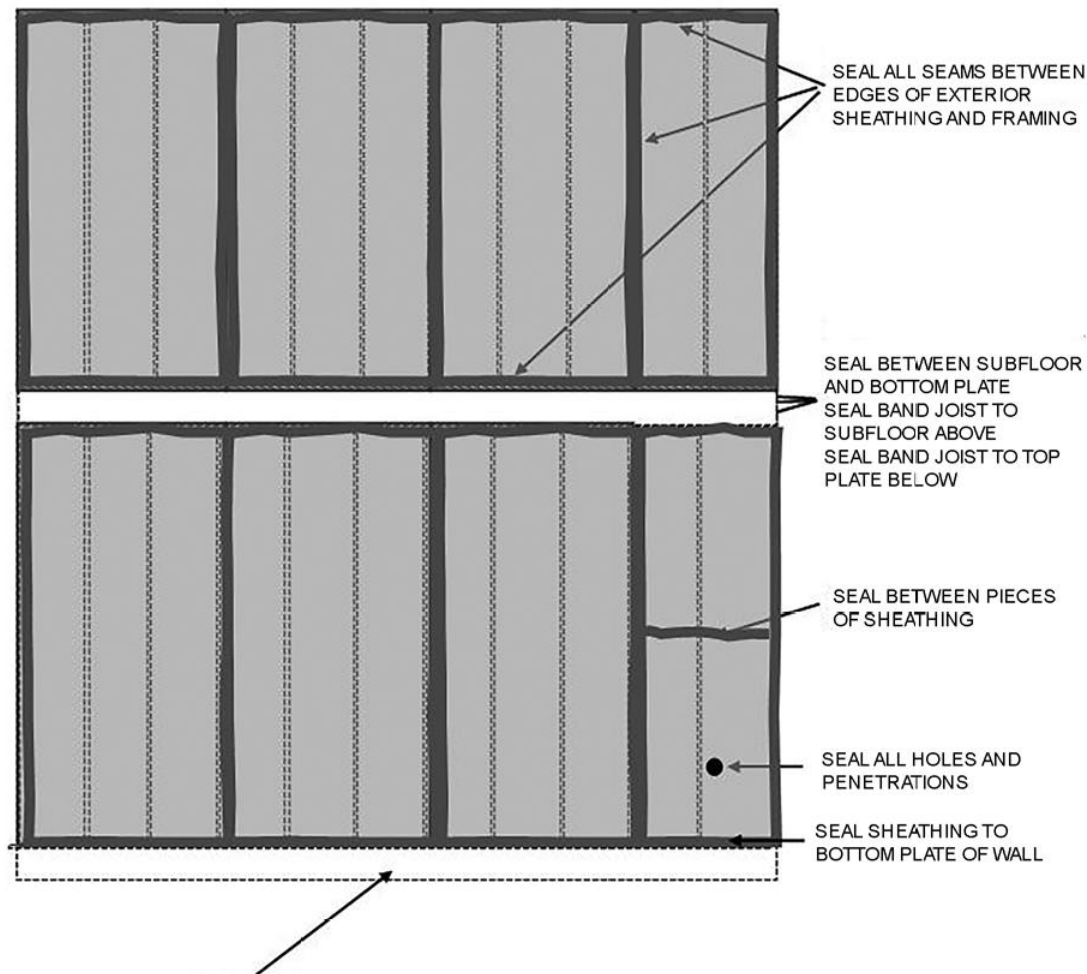 SEAL ALL SEAMS BETWEEN
EDGES OF EXTERIOR
SHEATHING AND FRAMING
SEAL BETWEEN SUBFLOOR
AND BOTTOM PLATE
SEAL BAND JOIST TO
SUBFLOOR ABOVE
SEAL BAND JOIST TO TOP
PLATE BELOW
SEAL BETWEEN PIECES
OF SHEATHING
SEAL ALL HOLES AND
PENETRATIONS
SEAL SHEATHING TO
BOTTOM PLATE OF WALL